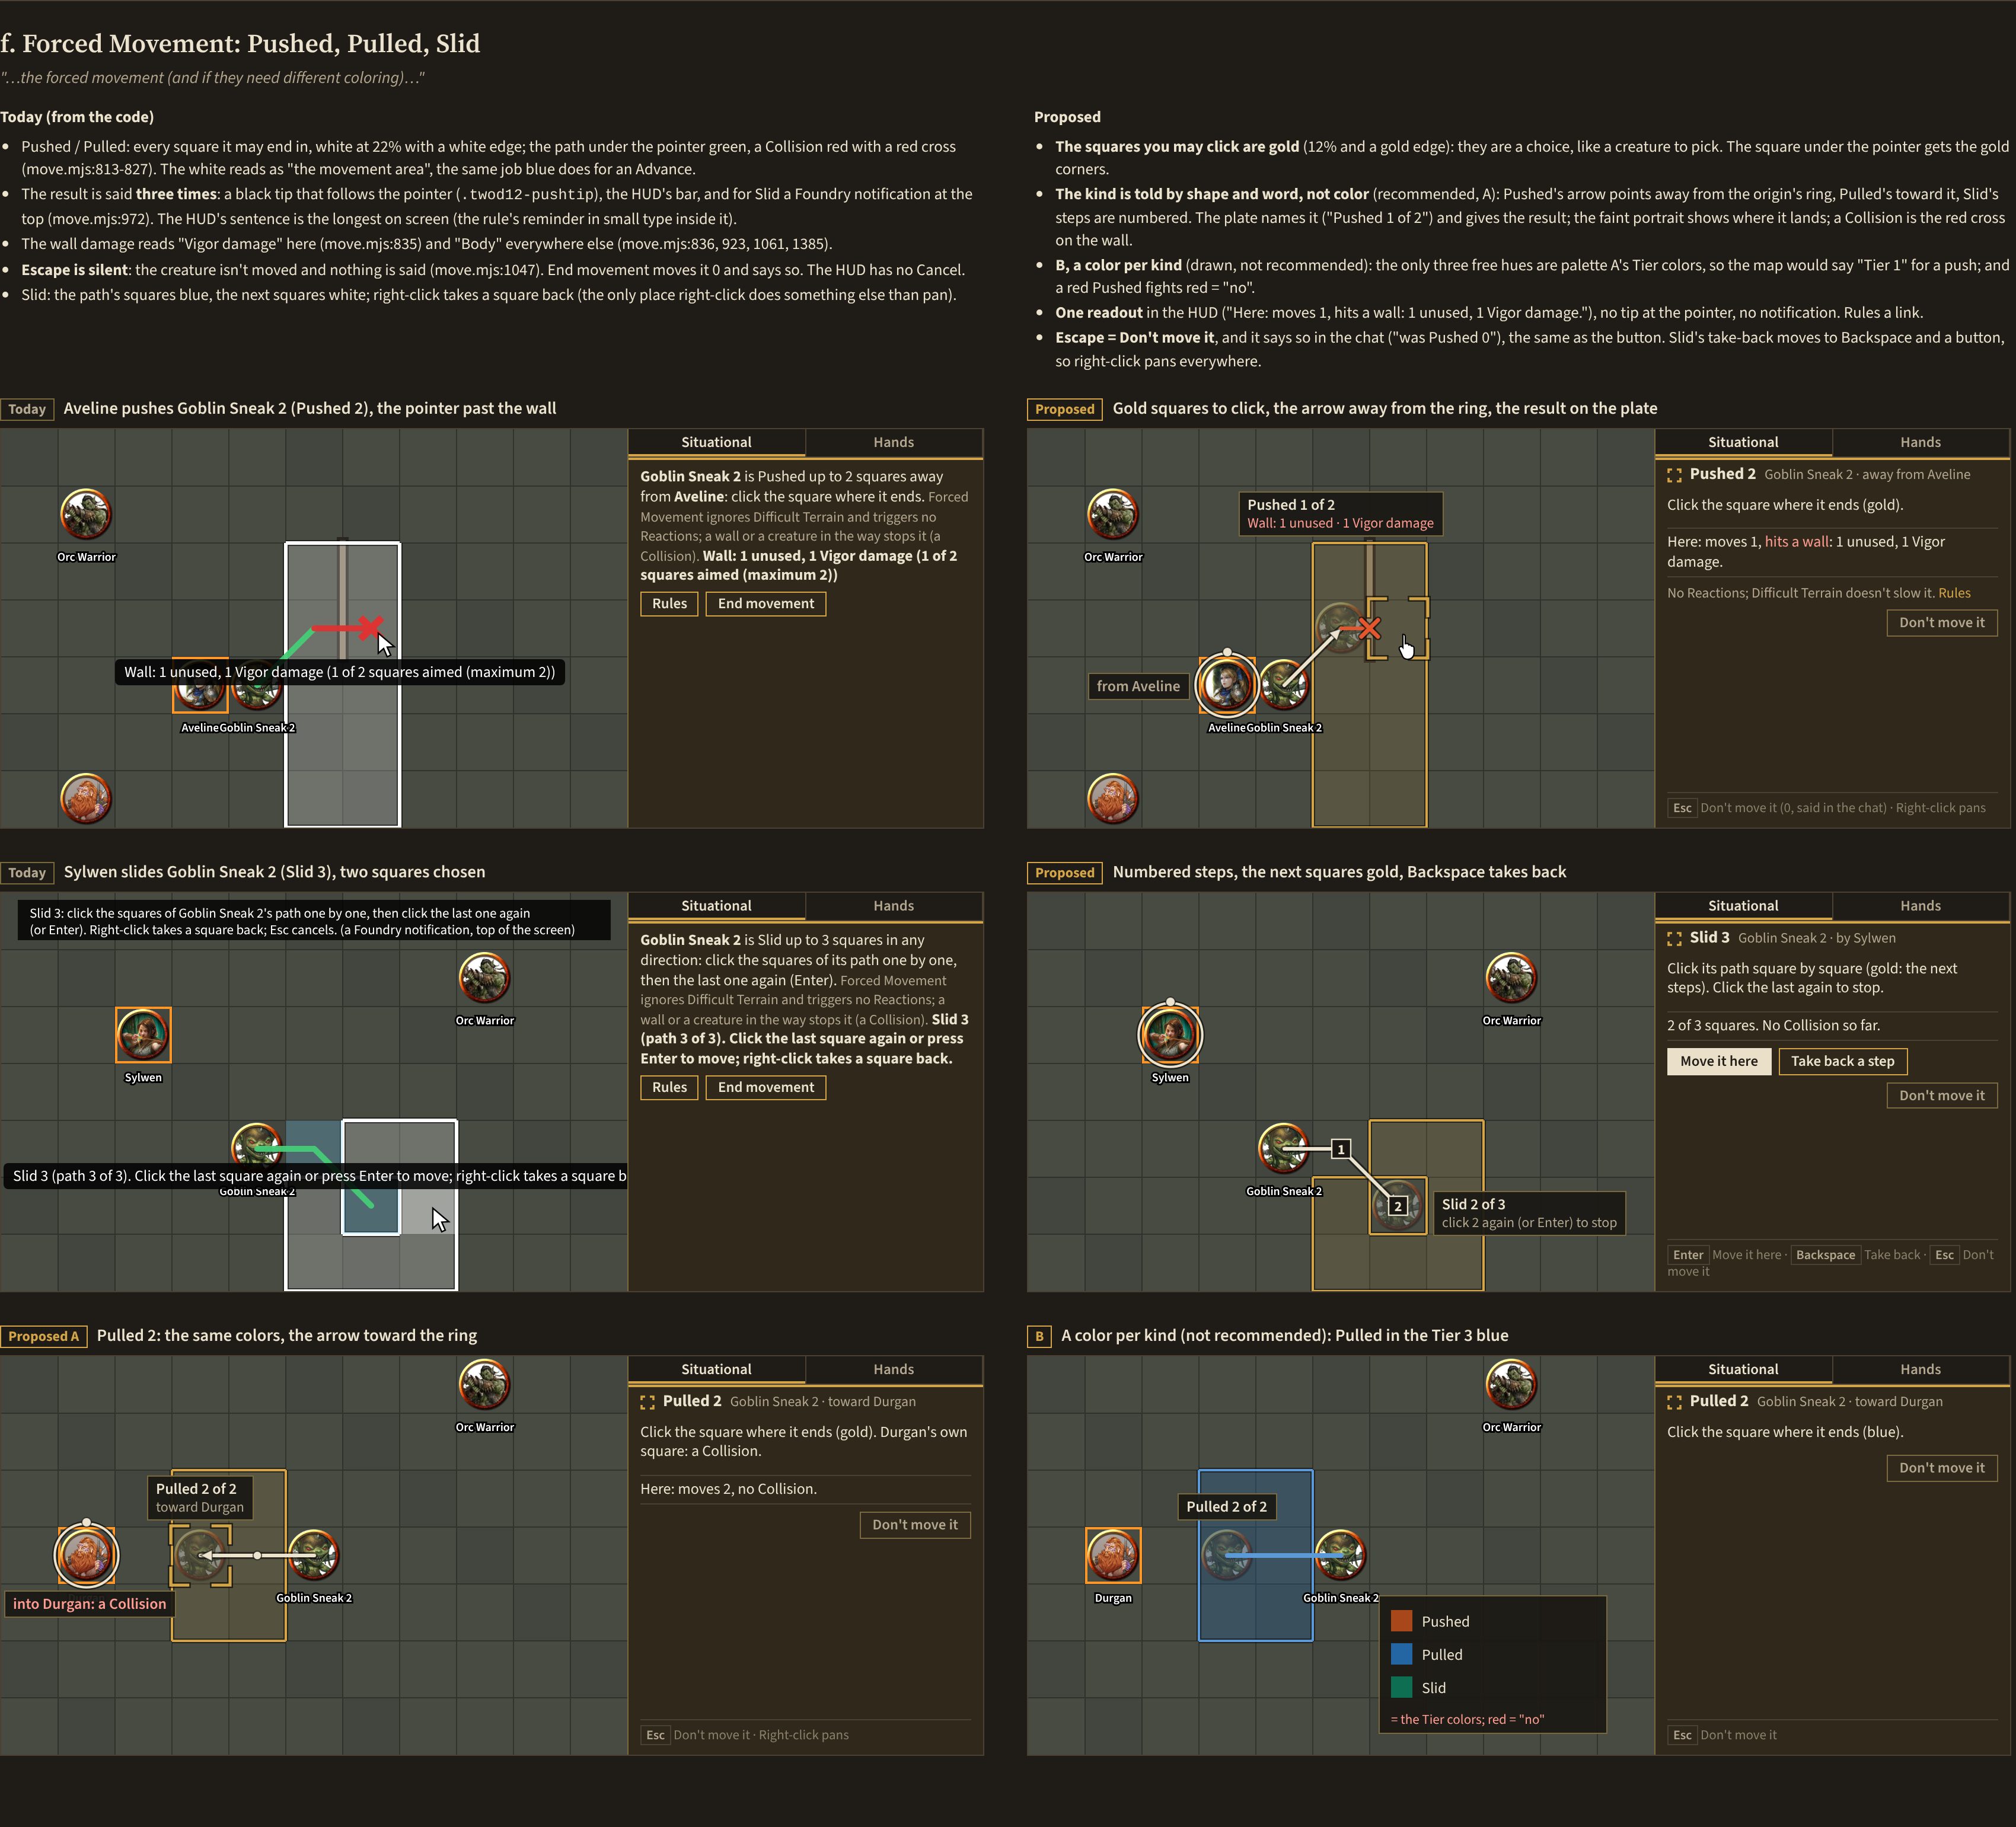 f. Forced Movement: Pushed, Pulled, Slid
"…the forced movement (and if they need different coloring)…"
Today (from the code)
• Pushed / Pulled: every square it may end in, white at 22% with a white edge; the path under the pointer green, a Collision red with a red cross
(move.mjs:813-827). The white reads as "the movement area", the same job blue does for an Advance.
• The result is said three times: a black tip that follows the pointer (.twod12-pushtip), the HUD's bar, and for Slid a Foundry notification at the
top (move.mjs:972). The HUD's sentence is the longest on screen (the rule's reminder in small type inside it).
• The wall damage reads "Vigor damage" here (move.mjs:835) and "Body" everywhere else (move.mjs:836, 923, 1061, 1385).
• Escape is silent: the creature isn't moved and nothing is said (move.mjs:1047). End movement moves it 0 and says so. The HUD has no Cancel.
• Slid: the path's squares blue, the next squares white; right-click takes a square back (the only place right-click does something else than pan).
Proposed
• The squares you may click are gold (12% and a gold edge): they are a choice, like a creature to pick. The square under the pointer gets the gold
corners.
• The kind is told by shape and word, not color (recommended, A): Pushed's arrow points away from the origin's ring, Pulled's toward it, Slid's
steps are numbered. The plate names it ("Pushed 1 of 2") and gives the result; the faint portrait shows where it lands; a Collision is the red cross
on the wall.
• B, a color per kind (drawn, not recommended): the only three free hues are palette A's Tier colors, so the map would say "Tier 1" for a push; and
a red Pushed fights red = "no".
• One readout in the HUD ("Here: moves 1, hits a wall: 1 unused, 1 Vigor damage."), no tip at the pointer, no notification. Rules a link.
• Escape = Don't move it, and it says so in the chat ("was Pushed 0"), the same as the button. Slid's take-back moves to Backspace and a button,
so right-click pans everywhere.
Today Aveline pushes Goblin Sneak 2 (Pushed 2), the pointer past the wall
Orc Warrior
Wall: 1 unused, 1 Vigor damage (1 of 2 squares aimed (maximum 2))
Aveline
Goblin Sneak 2
Situational
Hands
Goblin Sneak 2 is Pushed up to 2 squares away
from Aveline: click the square where it ends. Forced
Movement ignores Difficult Terrain and triggers no
Reactions; a wall or a creature in the way stops it (a
Collision). Wall: 1 unused, 1 Vigor damage (1 of 2
squares aimed (maximum 2))
Rules
End movement
Proposed Gold squares to click, the arrow away from the ring, the result on the plate
Orc Warrior
Pushed 1 of 2
Wall: 1 unused · 1 Vigor damage
from Aveline
Aveline
Goblin Sneak 2
Situational
Hands
Pushed 2 Goblin Sneak 2 · away from Aveline
Click the square where it ends (gold).
Here: moves 1, hits a wall: 1 unused, 1 Vigor
damage.
No Reactions; Difficult Terrain doesn't slow it. Rules
Don't move it
Esc Don't move it (0, said in the chat) · Right-click pans
Today Sylwen slides Goblin Sneak 2 (Slid 3), two squares chosen
Slid 3: click the squares of Goblin Sneak 2's path one by one, then click the last one again
(or Enter). Right-click takes a square back; Esc cancels. (a Foundry notification, top of the screen)
Orc Warrior
Sylwen
Slid 3 (path 3 of 3). Click the last square again or press Enter to move; right-click takes a square b
Goblin Sneak 2
Situational
Hands
Goblin Sneak 2 is Slid up to 3 squares in any
direction: click the squares of its path one by one,
then the last one again (Enter). Forced Movement
ignores Difficult Terrain and triggers no Reactions; a
wall or a creature in the way stops it (a Collision). Slid 3
(path 3 of 3). Click the last square again or press
Enter to move; right-click takes a square back.
Rules
End movement
Proposed Numbered steps, the next squares gold, Backspace takes back
Orc Warrior
Sylwen
1
Goblin Sneak 2
2
Slid 2 of 3
click 2 again (or Enter) to stop
Situational
Hands
Slid 3 Goblin Sneak 2 · by Sylwen
Click its path square by square (gold: the next
steps). Click the last again to stop.
2 of 3 squares. No Collision so far.
Move it here
Take back a step
Don't move it
Enter Move it here · Backspace Take back · Esc Don't
move it
Proposed A Pulled 2: the same colors, the arrow toward the ring
Orc Warrior
Pulled 2 of 2
toward Durgan
into Durgan: a Collision
Goblin Sneak 2
Situational
Hands
Pulled 2 Goblin Sneak 2 · toward Durgan
Click the square where it ends (gold). Durgan's own
square: a Collision.
Here: moves 2, no Collision.
Don't move it
Esc Don't move it · Right-click pans
B A color per kind (not recommended): Pulled in the Tier 3 blue
Orc Warrior
Pulled 2 of 2
Durgan
Goblin Sneak 2
Pushed
Pulled
Slid
= the Tier colors; red = "no"
Situational
Hands
Pulled 2 Goblin Sneak 2 · toward Durgan
Click the square where it ends (blue).
Don't move it
Esc Don't move it